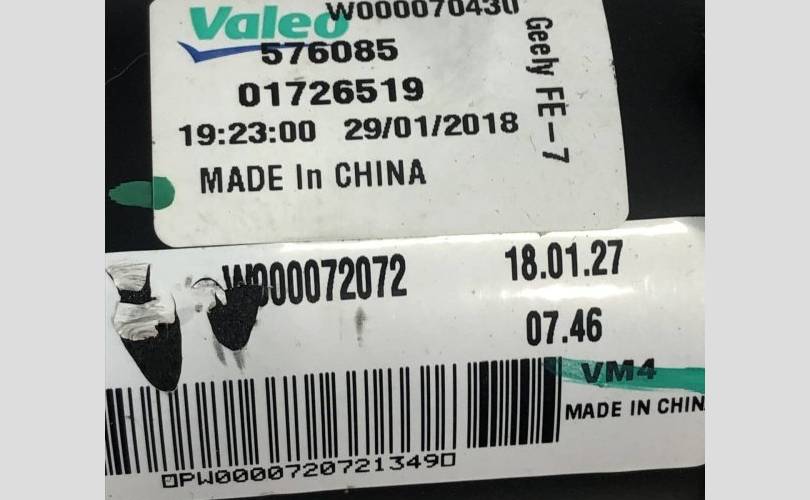 Valeo W000070430
576085
01726519
19:23:00 29/01/2018
MADE In CHINA
Geely FE-7
W000072072 18.01.27
07.46
VM4
MADE IN CHIN
PW0000720721349